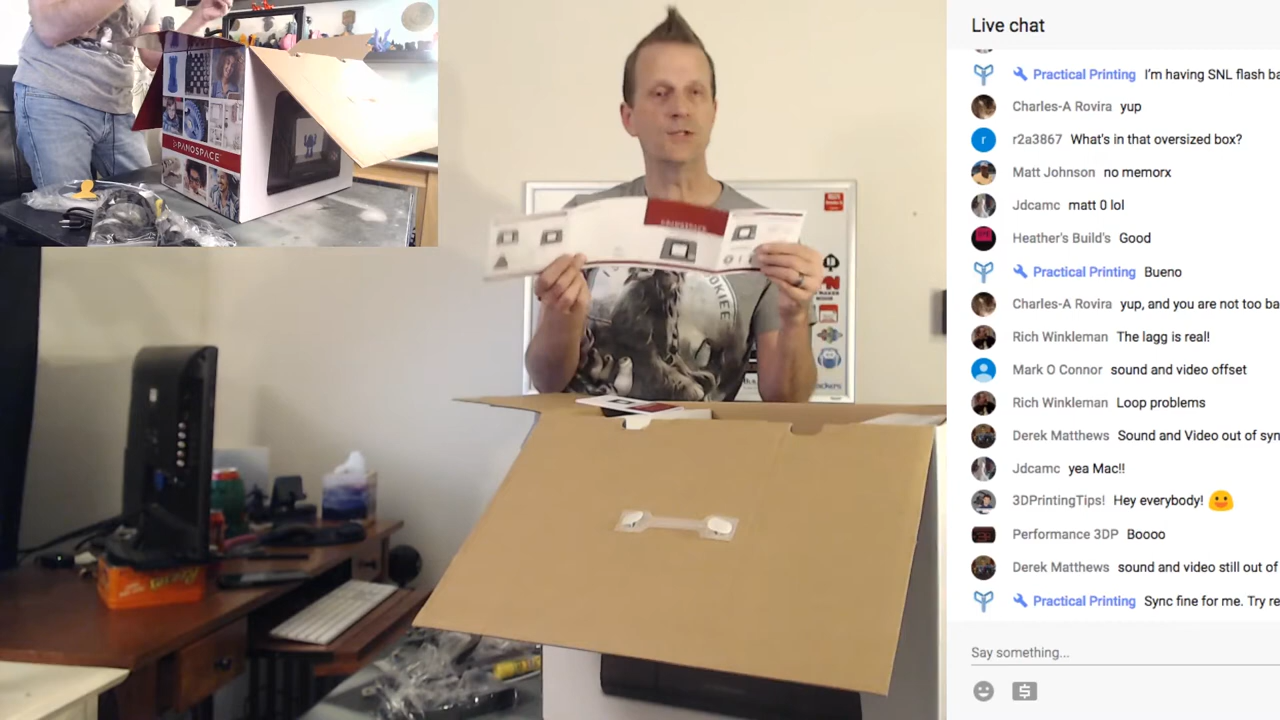 PANOSPACE
OKIEE
Live chat
Practical Printing I'm having SNL flash ba
Charles-A Rovira yup
r r2a3867 What's in that oversized box?
Matt Johnson no memorx
Jdcamc matt 0 lol
Heather's Build's Good
Practical Printing Bueno
Charles-A Rovira yup, and you are not too ba
Rich Winkleman The lagg is real!
Mark O Connor sound and video offset
Rich Winkleman Loop problems
Derek Matthews Sound and Video out of syn
Jdcamc yea Mac!!
3DPrintingTips! Hey everybody!
Performance 3DP Boooo
Derek Matthews sound and video still out of
Practical Printing Sync fine for me. Try re
Say something...